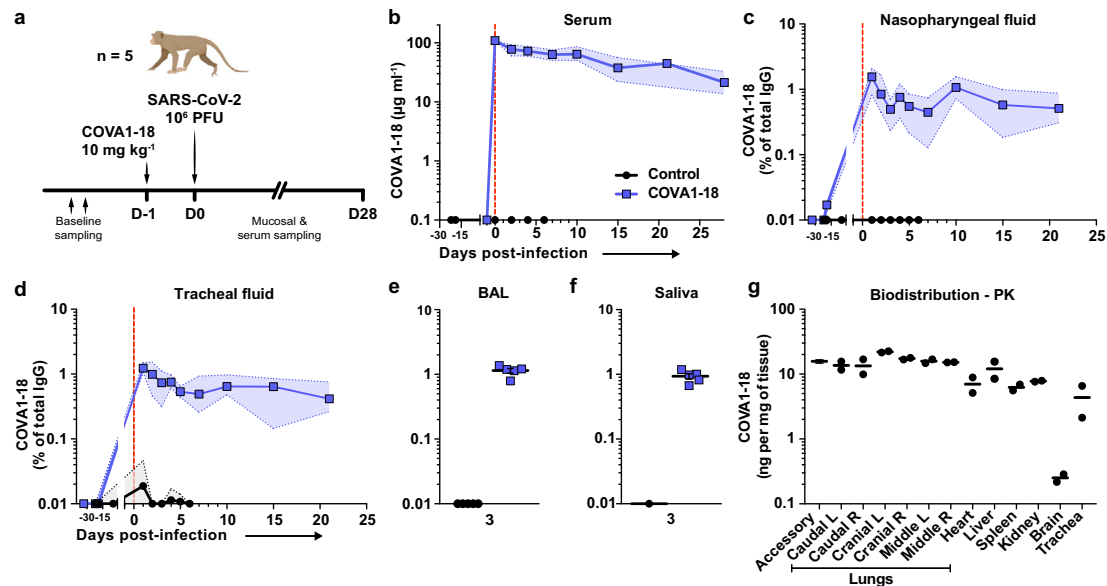 a
n = 5
SARS-CoV-2
10⁶ PFU
COVA1-18
10 mg kg⁻¹
Baseline
sampling
D-1
D0
Mucosal &
serum sampling
D28
b
Serum
COVA1-18 (µg ml⁻¹)
100
10
1
0.1
-30
-15
0
5
10
15
20
25
Control
COVA1-18
Days post-infection
c
Nasopharyngeal fluid
COVA1-18
(% of total IgG)
10
1
0.1
0.01
-30
-15
0
5
10
15
20
25
d
Tracheal fluid
COVA1-18
(% of total IgG)
10
1
0.1
0.01
-30
-15
0
5
10
15
20
25
Days post-infection
e
BAL
10
1
0.1
0.01
3
f
Saliva
10
1
0.1
0.01
3
g
Biodistribution - PK
COVA1-18
(ng per mg of tissue)
100
10
1
0.1
Accessory
Caudal L
Caudal R
Cranial L
Cranial R
Middle L
Middle R
Heart
Liver
Spleen
Kidney
Brain
Trachea
Lungs